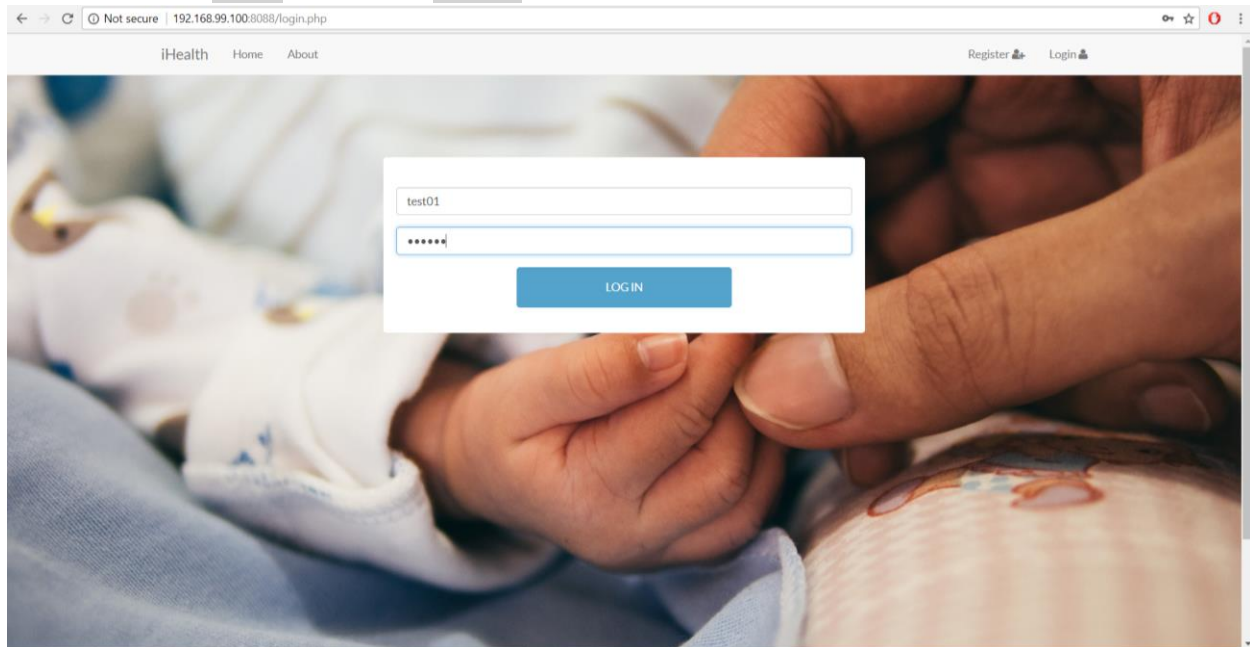 Not secure 192.168.99.100:8088/login.php
iHealth Home About Register Login
test01
••••••
LOG IN